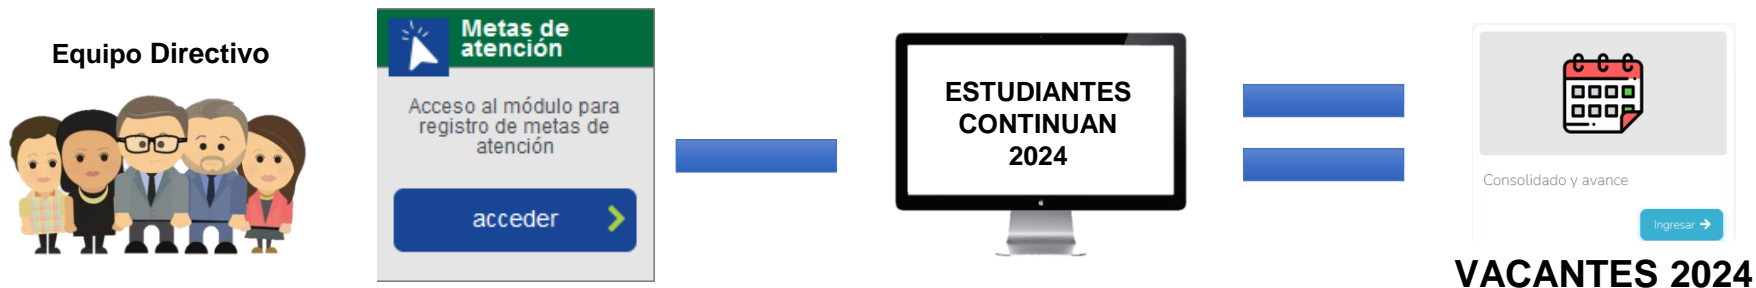 Equipo Directivo
Metas de
atención
Acceso al módulo para
registro de metas de
atención
acceder
ESTUDIANTES
CONTINUAN
2024
Consolidado y avance
Ingresar
VACANTES 2024